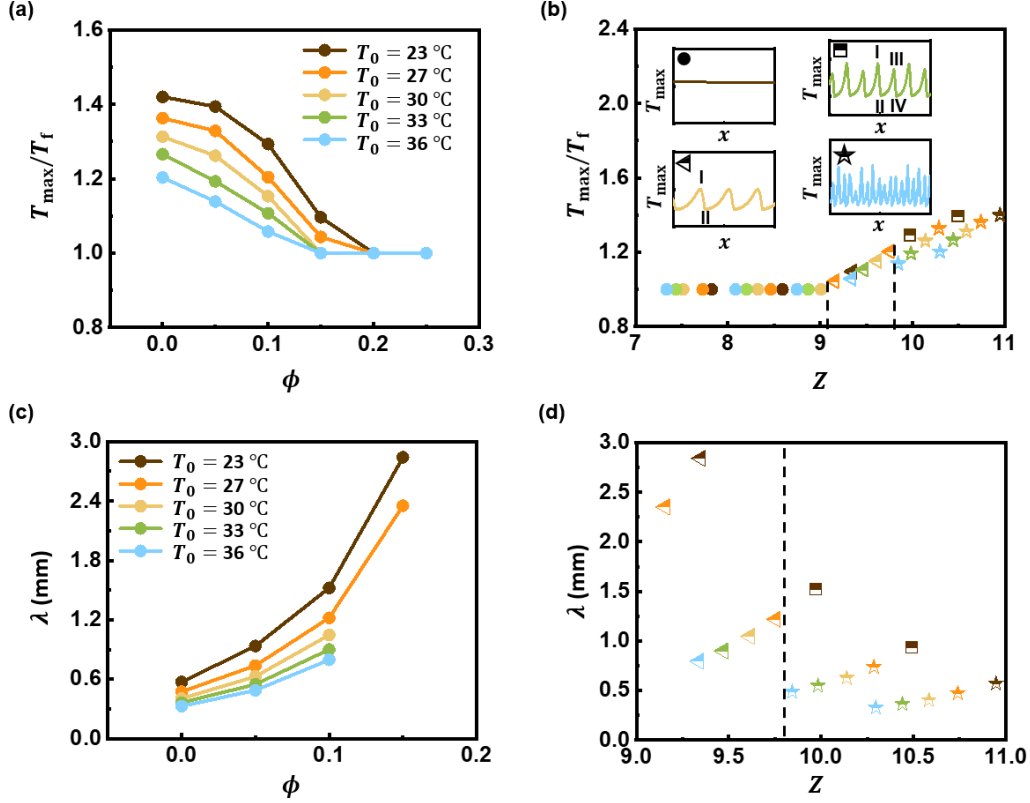 (a)
1.6
1.4
1.2
1.0
0.8
T_max/T_f
T_0 = 23 °C
T_0 = 27 °C
T_0 = 30 °C
T_0 = 33 °C
T_0 = 36 °C
0.0 0.1 0.2 0.3
ϕ
(b)
2.4
2.0
1.6
1.2
0.8
T_max/T_f
T_max
x
T_max
I III
II IV
x
T_max
I
II
x
T_max
x
7 8 9 10 11
Z
(c)
3.0
2.4
1.8
1.2
0.6
0.0
λ (mm)
T_0 = 23 °C
T_0 = 27 °C
T_0 = 30 °C
T_0 = 33 °C
T_0 = 36 °C
0.0 0.1 0.2
ϕ
(d)
3.0
2.5
2.0
1.5
1.0
0.5
0.0
λ (mm)
9.0 9.5 10.0 10.5 11.0
Z